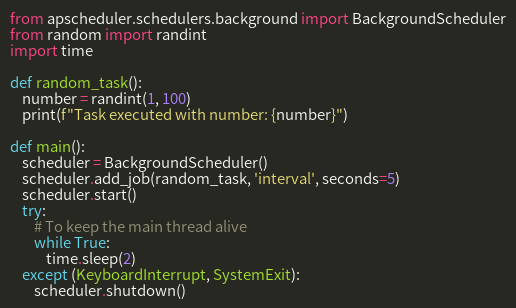 from apscheduler.schedulers.background import BackgroundScheduler
from random import randint
import time

def random_task():
    number = randint(1, 100)
    print(f"Task executed with number: {number}")

def main():
    scheduler = BackgroundScheduler()
    scheduler.add_job(random_task, 'interval', seconds=5)
    scheduler.start()
    try:
        # To keep the main thread alive
        while True:
            time.sleep(2)
    except (KeyboardInterrupt, SystemExit):
        scheduler.shutdown()